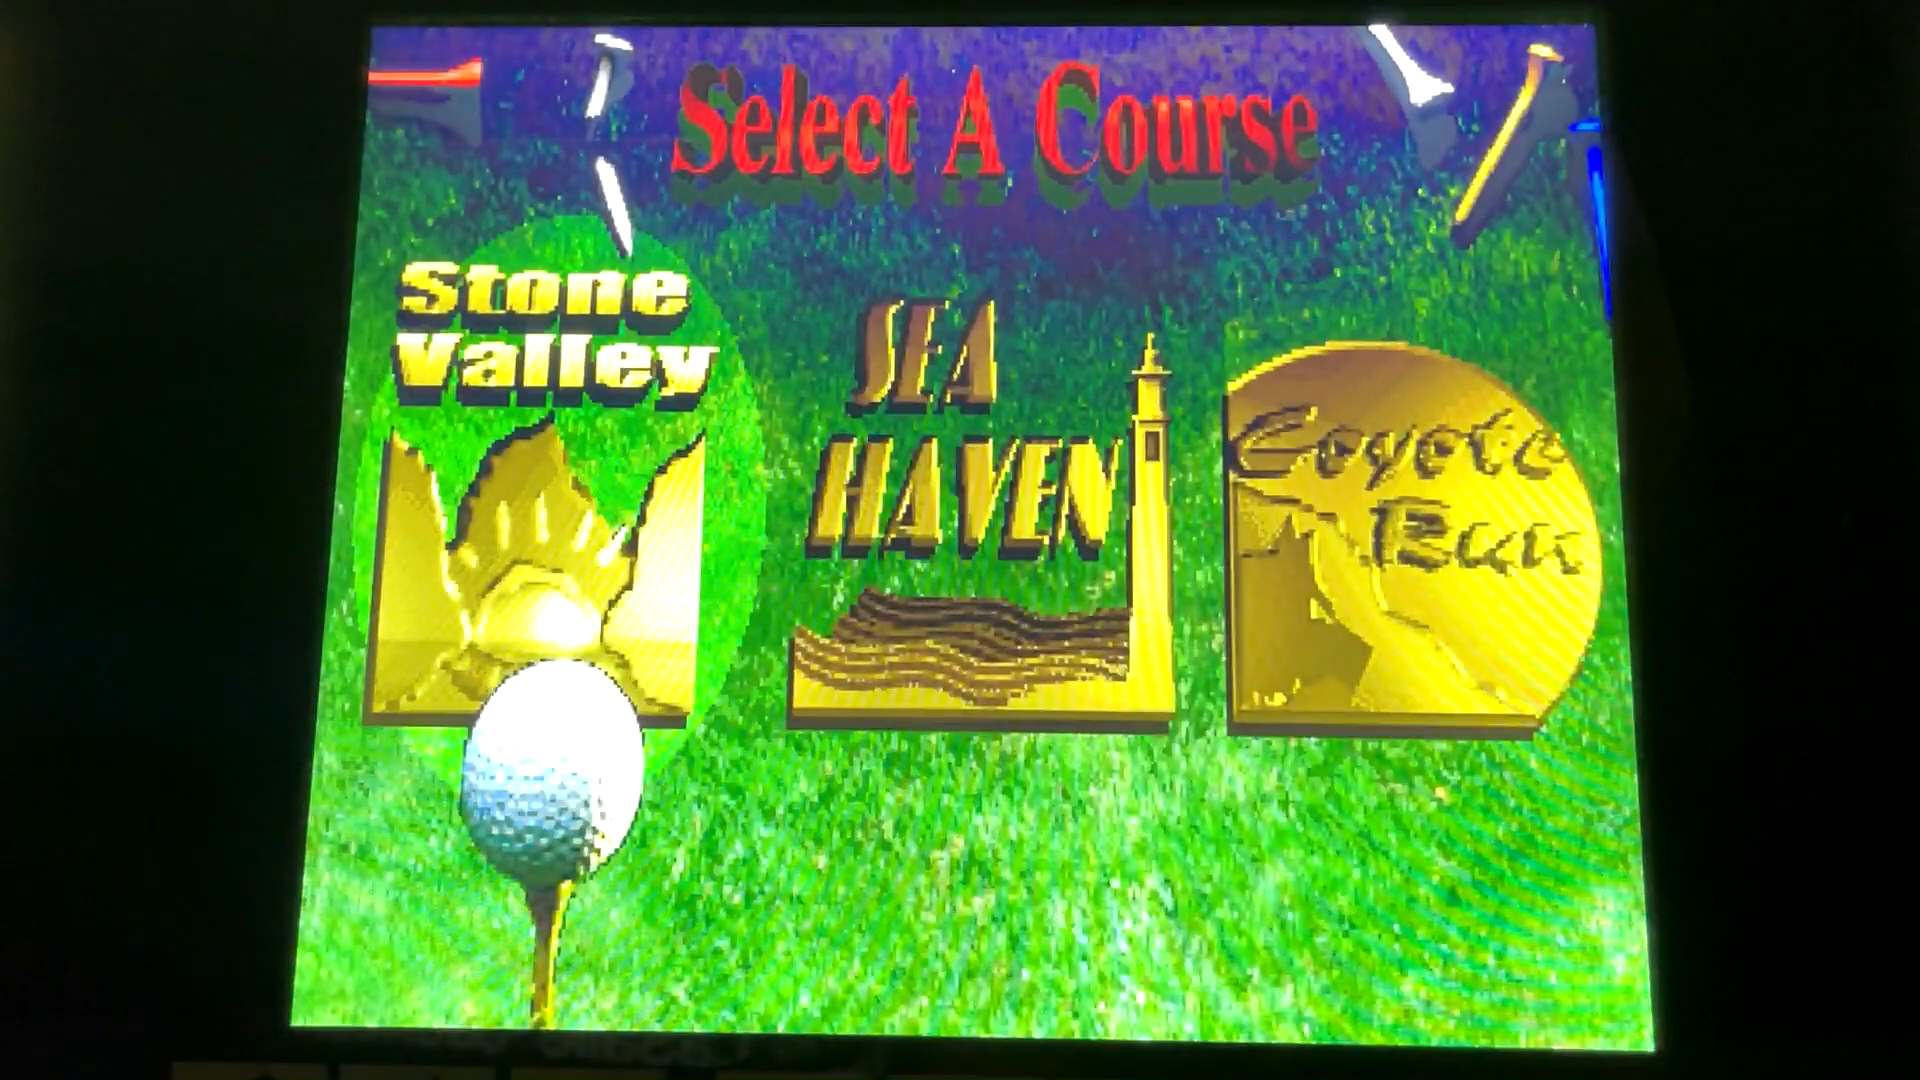 Select A Course
Stone
Valley
SEA
HAVEN
Coyote
Run